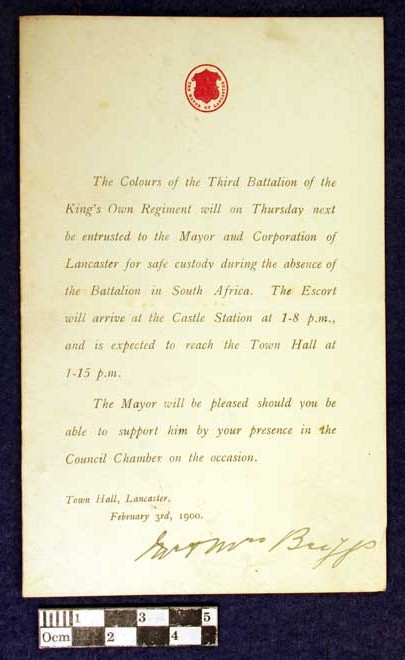 The Colours of the Third Battalion of the
King's Own Regiment will on Thursday next
be entrusted to the Mayor and Corporation of
Lancaster for safe custody during the absence of
the Battalion in South Africa. The Escort
will arrive at the Castle Station at 1-8 p.m.,
and is expected to reach the Town Hall at
1-15 p.m.
The Mayor will be pleased should you be
able to support him by your presence in the
Council Chamber on the occasion.
Town Hall, Lancaster,
February 3rd, 1900.
Mr & Mrs Briggs
0cm 1 2 3 4 5